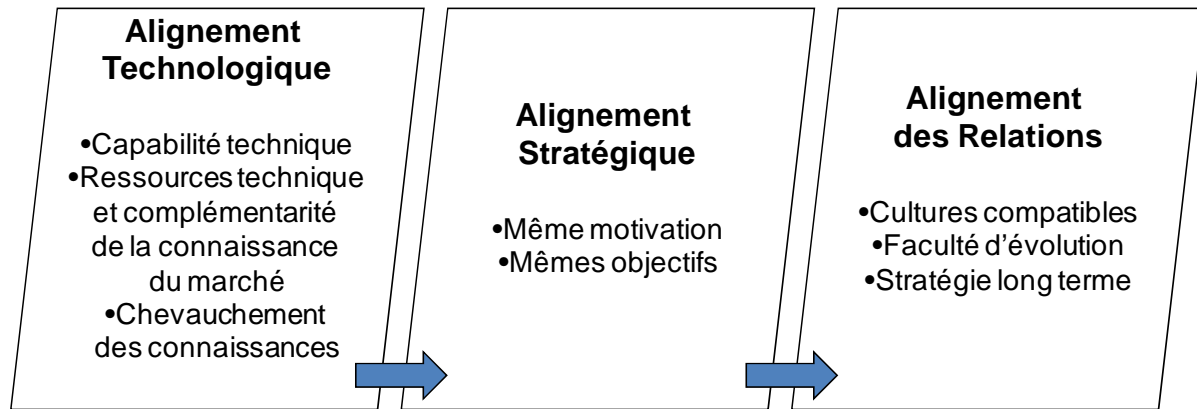 Alignement
Technologique
•Capabilité technique
•Ressources technique
et complémentarité
de la connaissance
du marché
•Chevauchement
des connaissances
Alignement
Stratégique
•Même motivation
•Mêmes objectifs
Alignement
des Relations
•Cultures compatibles
•Faculté d'évolution
•Stratégie long terme